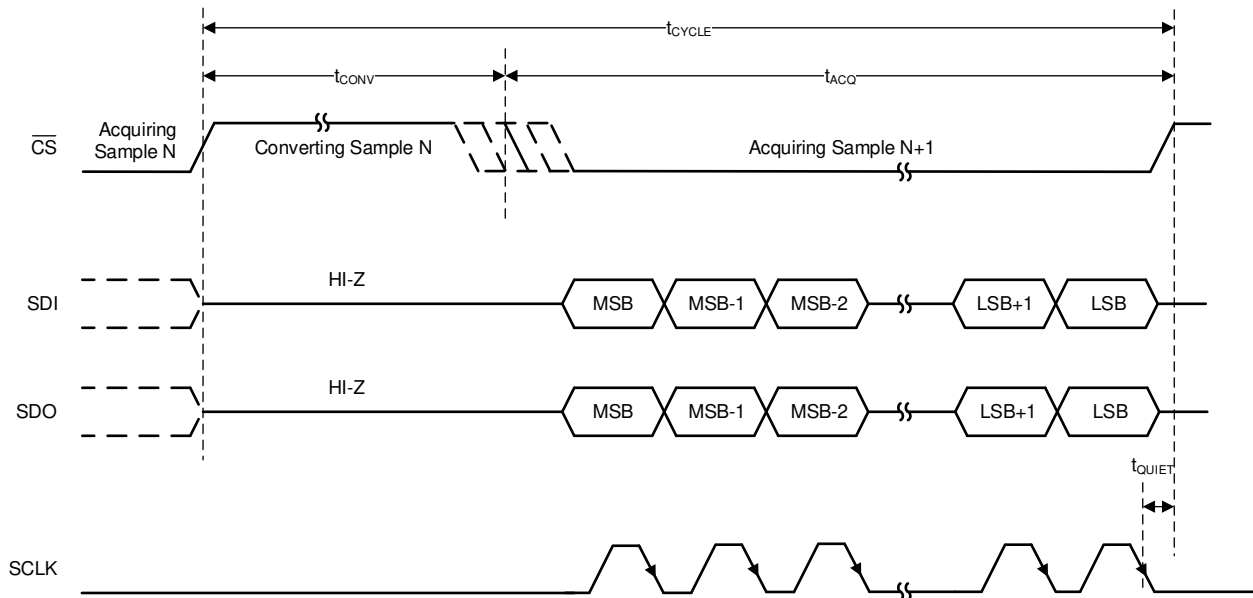 tCYCLE
tCONV
tACQ
CS
Acquiring
Sample N
Converting Sample N
Acquiring Sample N+1
SDI
HI-Z
MSB
MSB-1
MSB-2
LSB+1
LSB
SDO
HI-Z
MSB
MSB-1
MSB-2
LSB+1
LSB
tQUIET
SCLK